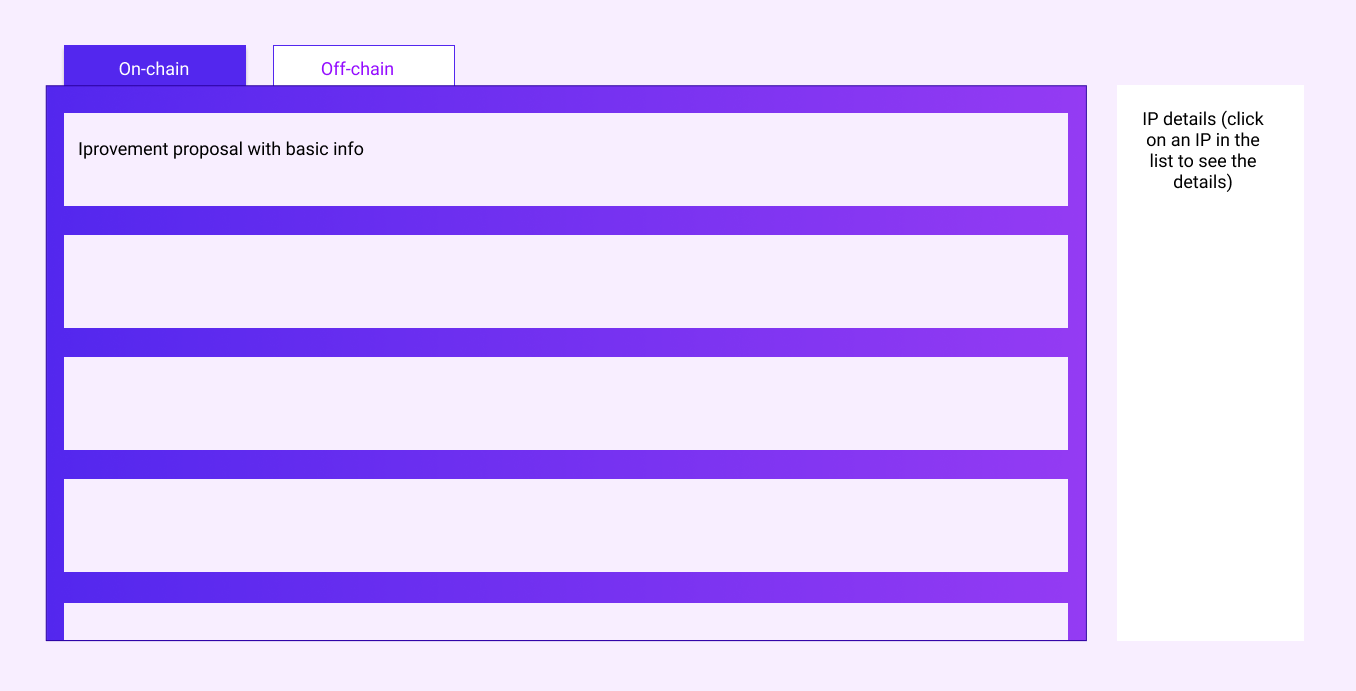 On-chain
Off-chain
Iprovement proposal with basic info
IP details (click
on an IP in the
list to see the
details)